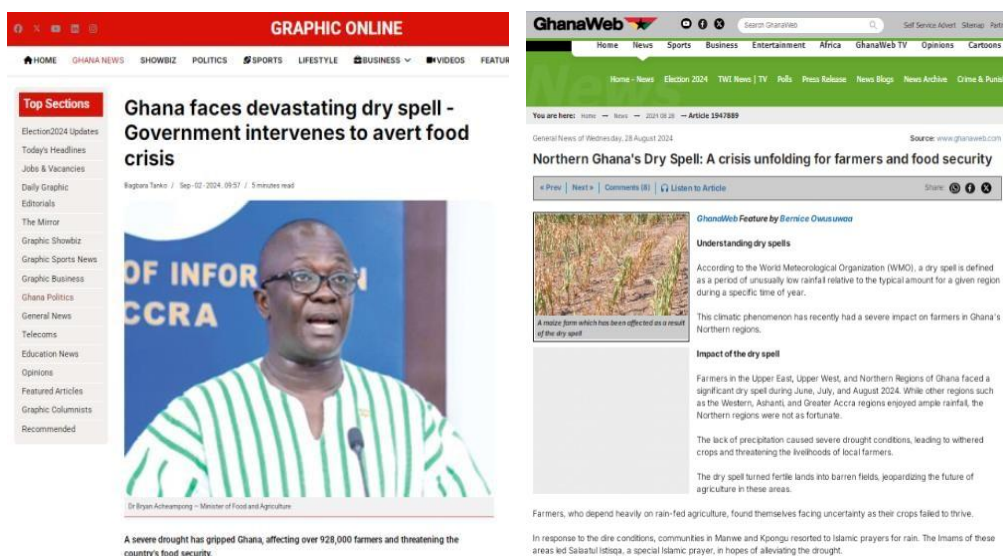 GRAPHIC ONLINE
HOME GHANA NEWS SHOWBIZ POLITICS SPORTS LIFESTYLE BUSINESS VIDEOS FEATUR
Top Sections
Election2024 Updates
Today's Headlines
Jobs & Vacancies
Daily Graphic
Editorials
The Mirror
Graphic Showbiz
Graphic Sports News
Graphic Business
Ghana Politics
General News
Telecoms
Education News
Opinions
Featured Articles
Graphic Columnists
Recommended
Ghana faces devastating dry spell -
Government intervenes to avert food
crisis
Bagbara Tanko / Sep - 02 - 2024 , 09:57 / 5 minutes read
OF INFOR N
CCRA
Dr Bryan Acheampong – Minister of Food and Agriculture
A severe drought has gripped Ghana, affecting over 928,000 farmers and threatening the
country's food security.
GhanaWeb
Search GhanaWeb
Self Service Advert Sitemap Part
Home News Sports Business Entertainment Africa GhanaWeb TV Opinions Cartoons
News
Home - News Election 2024 TWI News | TV Polls Press Release News Blogs News Archive Crime & Punis
You are here: Home → News → 2024 08 28 → Article 1947889
General News of Wednesday, 28 August 2024
Source: www.ghanaweb.com
Northern Ghana's Dry Spell: A crisis unfolding for farmers and food security
« Prev | Next » | Comments (8) | Listen to Article
Share:
A maize farm which has been affected as a result
of the dry spell
GhanaWeb Feature by Bernice Owusuwaa
Understanding dry spells
According to the World Meteorological Organization (WMO), a dry spell is defined
as a period of unusually low rainfall relative to the typical amount for a given region
during a specific time of year.
This climatic phenomenon has recently had a severe impact on farmers in Ghana's
Northern regions.
Impact of the dry spell
Farmers in the Upper East, Upper West, and Northern Regions of Ghana faced a
significant dry spell during June, July, and August 2024. While other regions such
as the Western, Ashanti, and Greater Accra regions enjoyed ample rainfall, the
Northern regions were not as fortunate.
The lack of precipitation caused severe drought conditions, leading to withered
crops and threatening the livelihoods of local farmers.
The dry spell turned fertile lands into barren fields, jeopardizing the future of
agriculture in these areas.
Farmers, who depend heavily on rain-fed agriculture, found themselves facing uncertainty as their crops failed to thrive.
In response to the dire conditions, communities in Manwe and Kpongu resorted to Islamic prayers for rain. The Imams of these
areas led Salaatul Istisqa, a special Islamic prayer, in hopes of alleviating the drought.